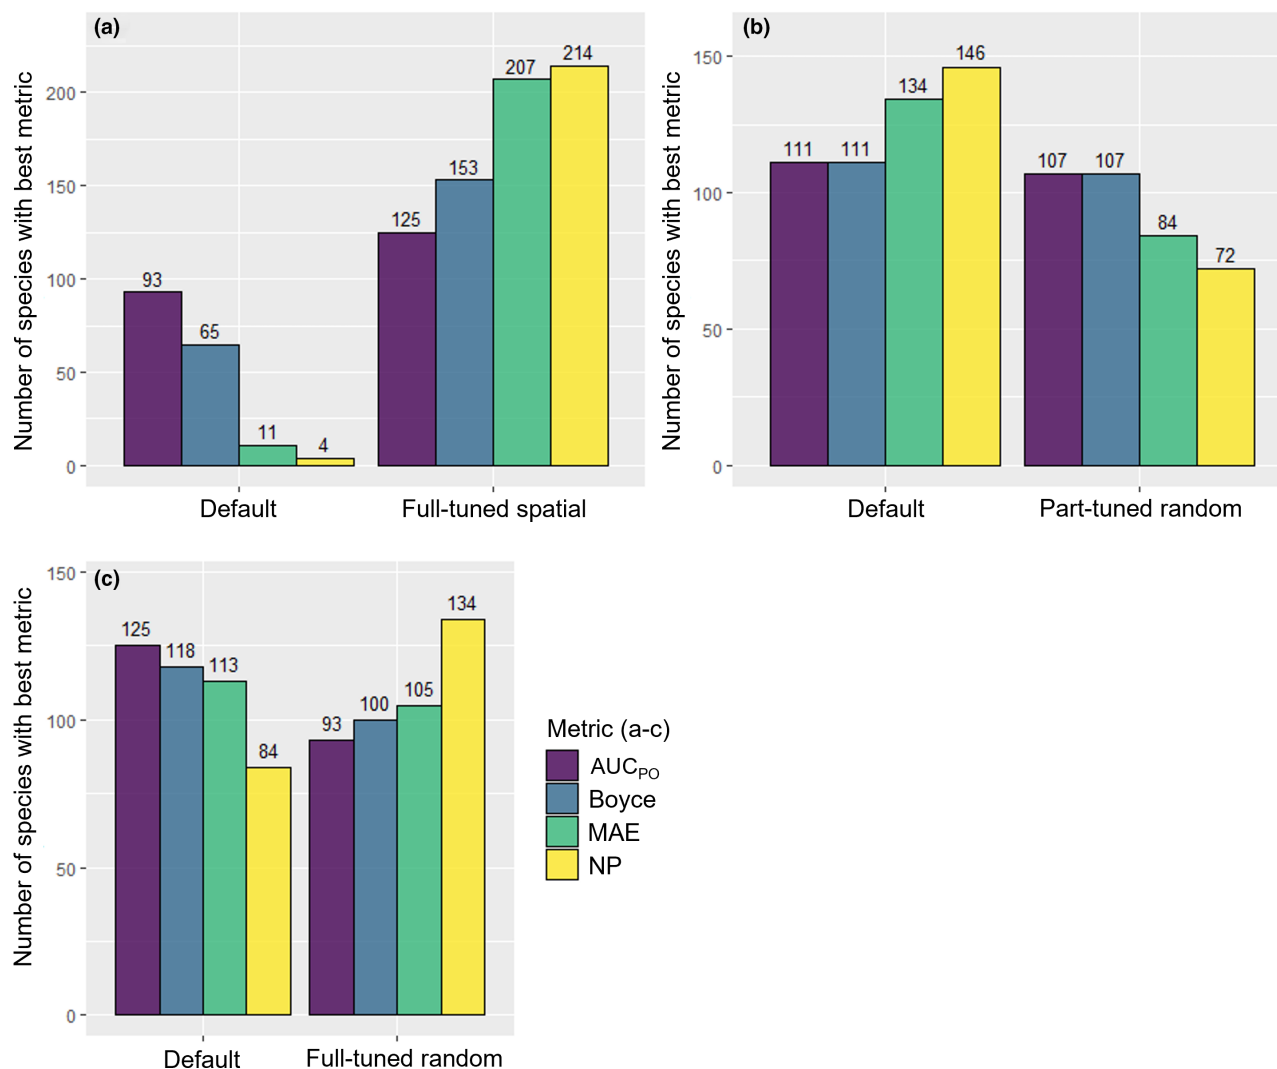 (a)
Number of species with best metric
200
150
100
50
0
93
65
11
4
125
153
207
214
Default
Full-tuned spatial
(b)
Number of species with best metric
150
100
50
0
111
111
134
146
107
107
84
72
Default
Part-tuned random
(c)
Number of species with best metric
150
100
50
0
125
118
113
84
93
100
105
134
Default
Full-tuned random
Metric (a-c)
AUCPO
Boyce
MAE
NP